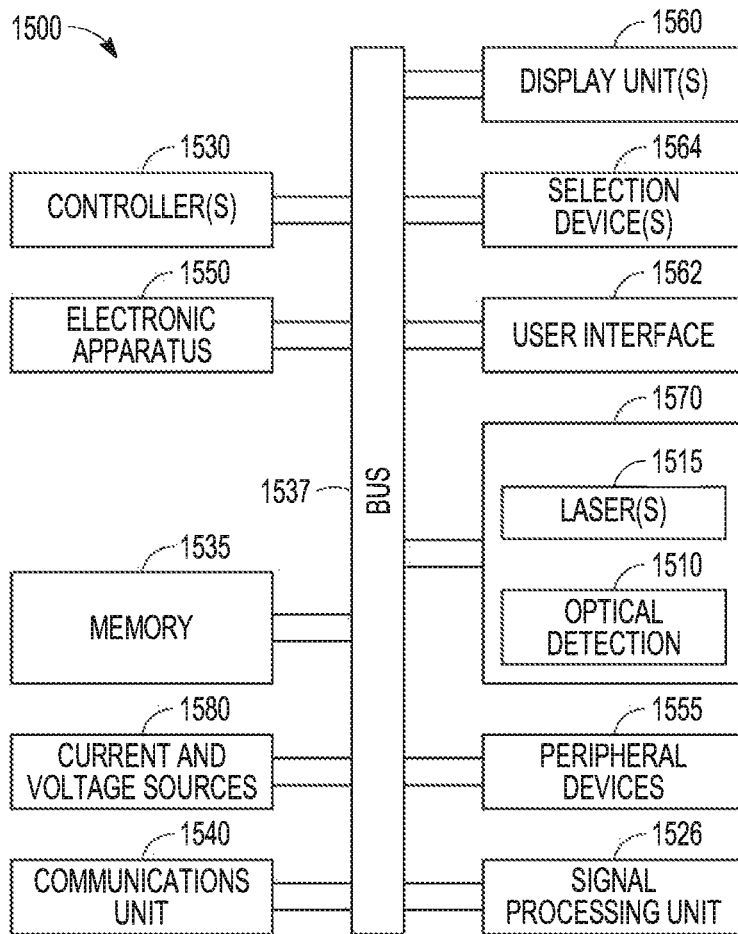 1500
1560
DISPLAY UNIT(S)
1530
CONTROLLER(S)
1564
SELECTION
DEVICE(S)
1550
ELECTRONIC
APPARATUS
1562
USER INTERFACE
1570
1515
LASER(S)
1537
BUS
1510
OPTICAL
DETECTION
1535
MEMORY
1580
CURRENT AND
VOLTAGE SOURCES
1555
PERIPHERAL
DEVICES
1540
COMMUNICATIONS
UNIT
1526
SIGNAL
PROCESSING UNIT